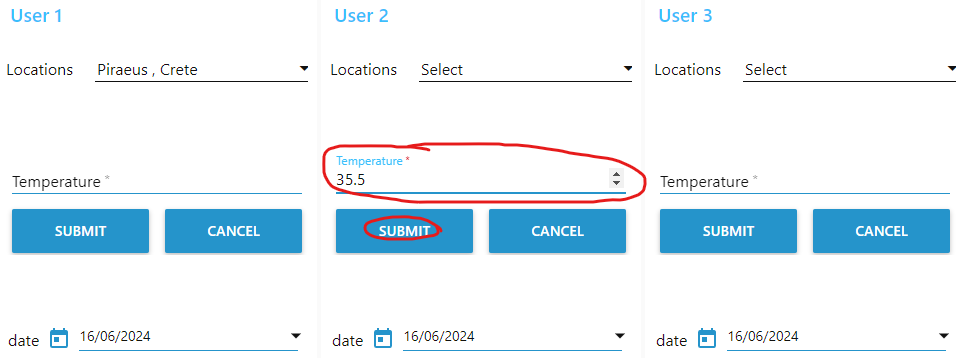 User 1
Locations Piraeus , Crete
Temperature *
SUBMIT CANCEL
date 16/06/2024
User 2
Locations Select
Temperature *
35.5
SUBMIT CANCEL
date 16/06/2024
User 3
Locations Select
Temperature *
SUBMIT CANCEL
date 16/06/2024